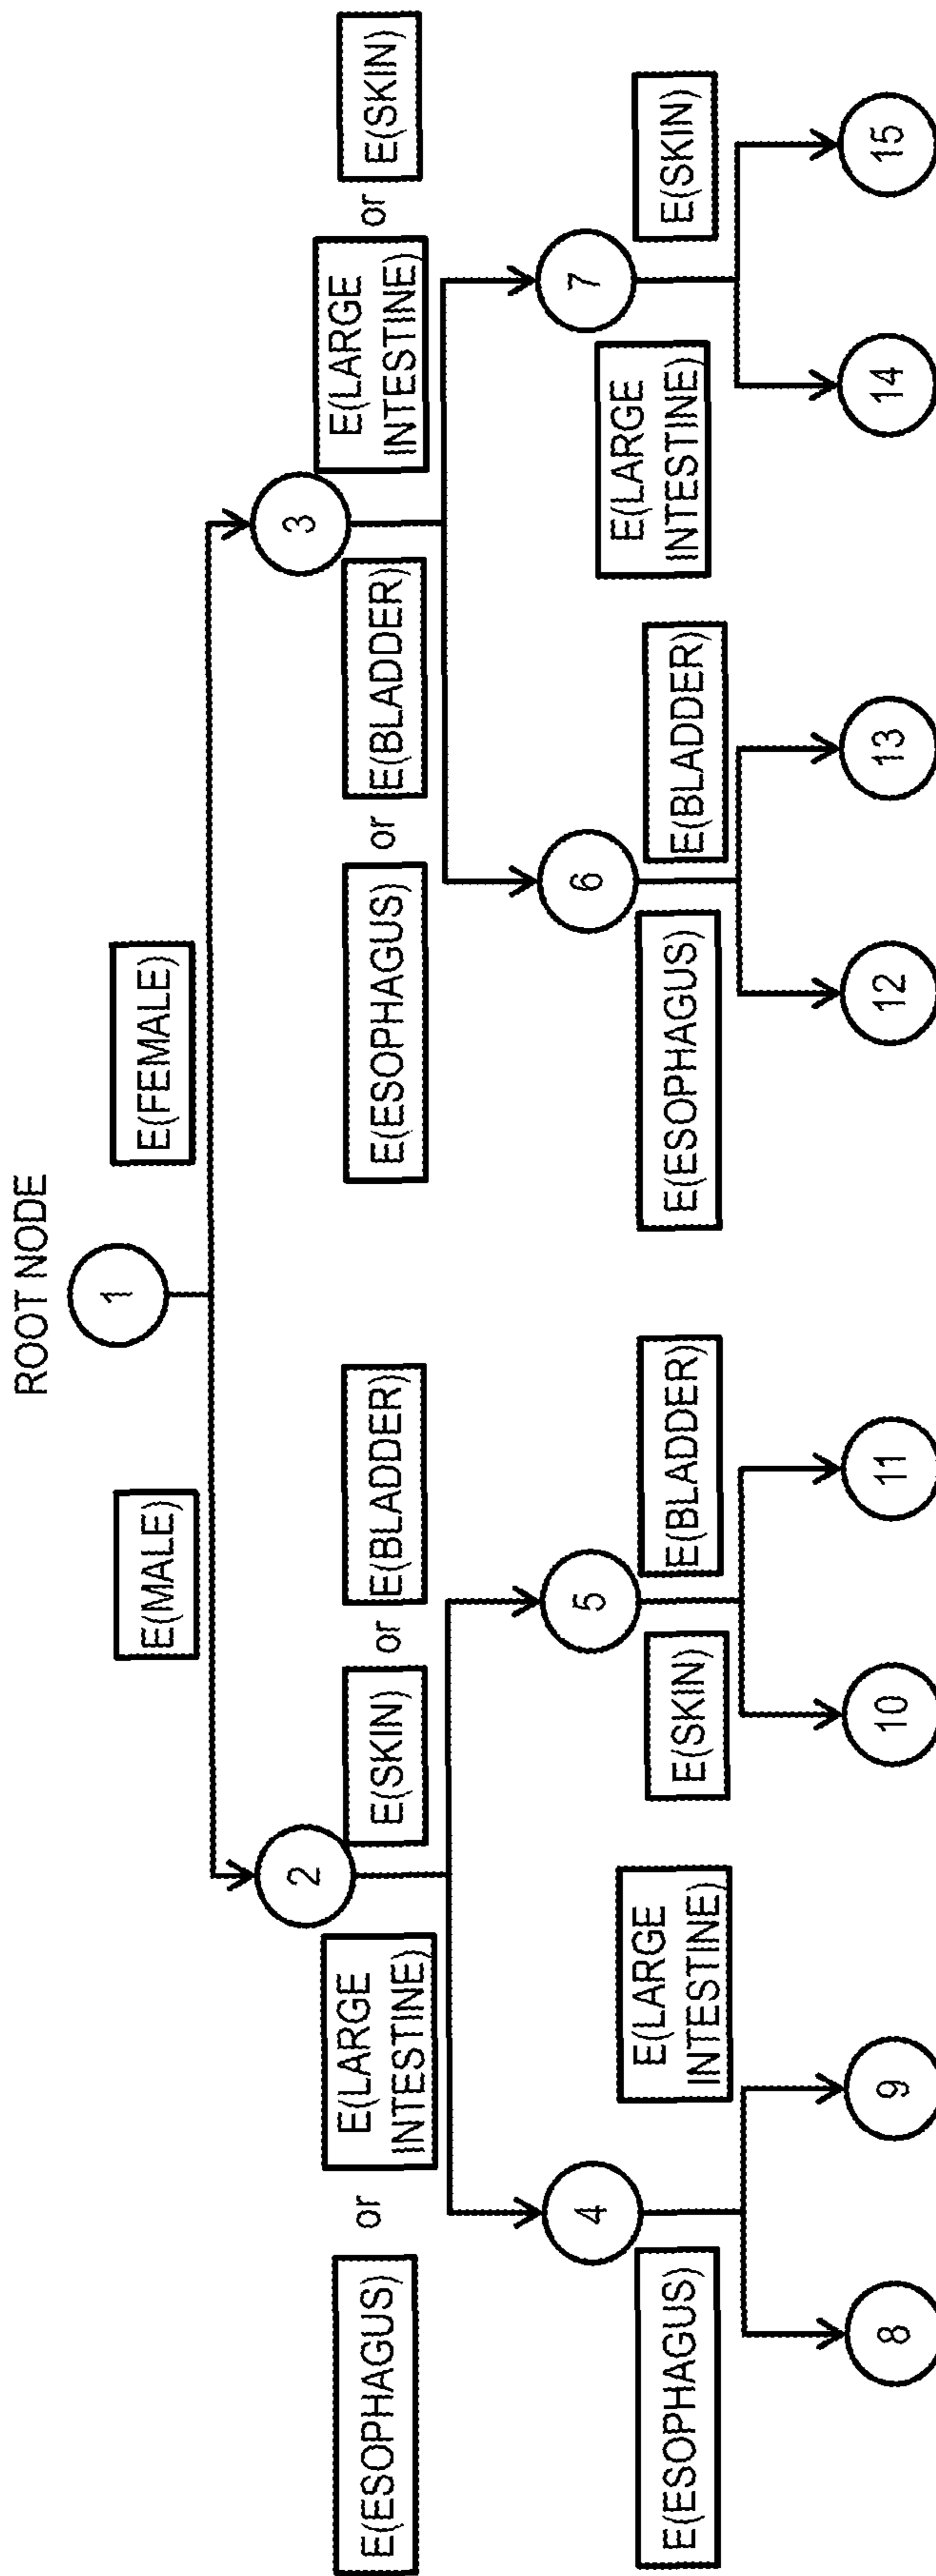 ROOT NODE
1
E(MALE)
E(FEMALE)
2
3
E(ESOPHAGUS) or E(LARGE
INTESTINE)
E(SKIN) or E(BLADDER)
E(ESOPHAGUS) or E(BLADDER)
E(LARGE
INTESTINE) or E(SKIN)
4
5
6
7
E(ESOPHAGUS)
E(LARGE
INTESTINE)
E(SKIN)
E(BLADDER)
E(ESOPHAGUS)
E(BLADDER)
E(LARGE
INTESTINE)
E(SKIN)
8
9
10
11
12
13
14
15